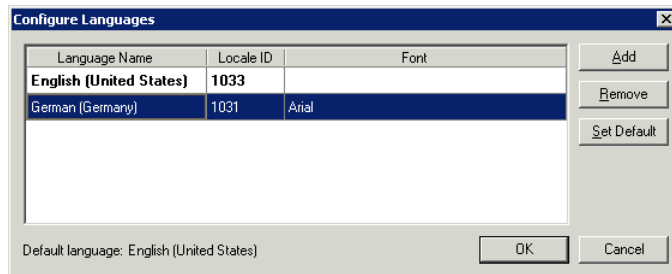 Configure Languages
Language Name Locale ID Font
Add
English (United States) 1033
German (Germany) 1031 Arial
Remove
Set Default
Default language: English (United States)
OK
Cancel